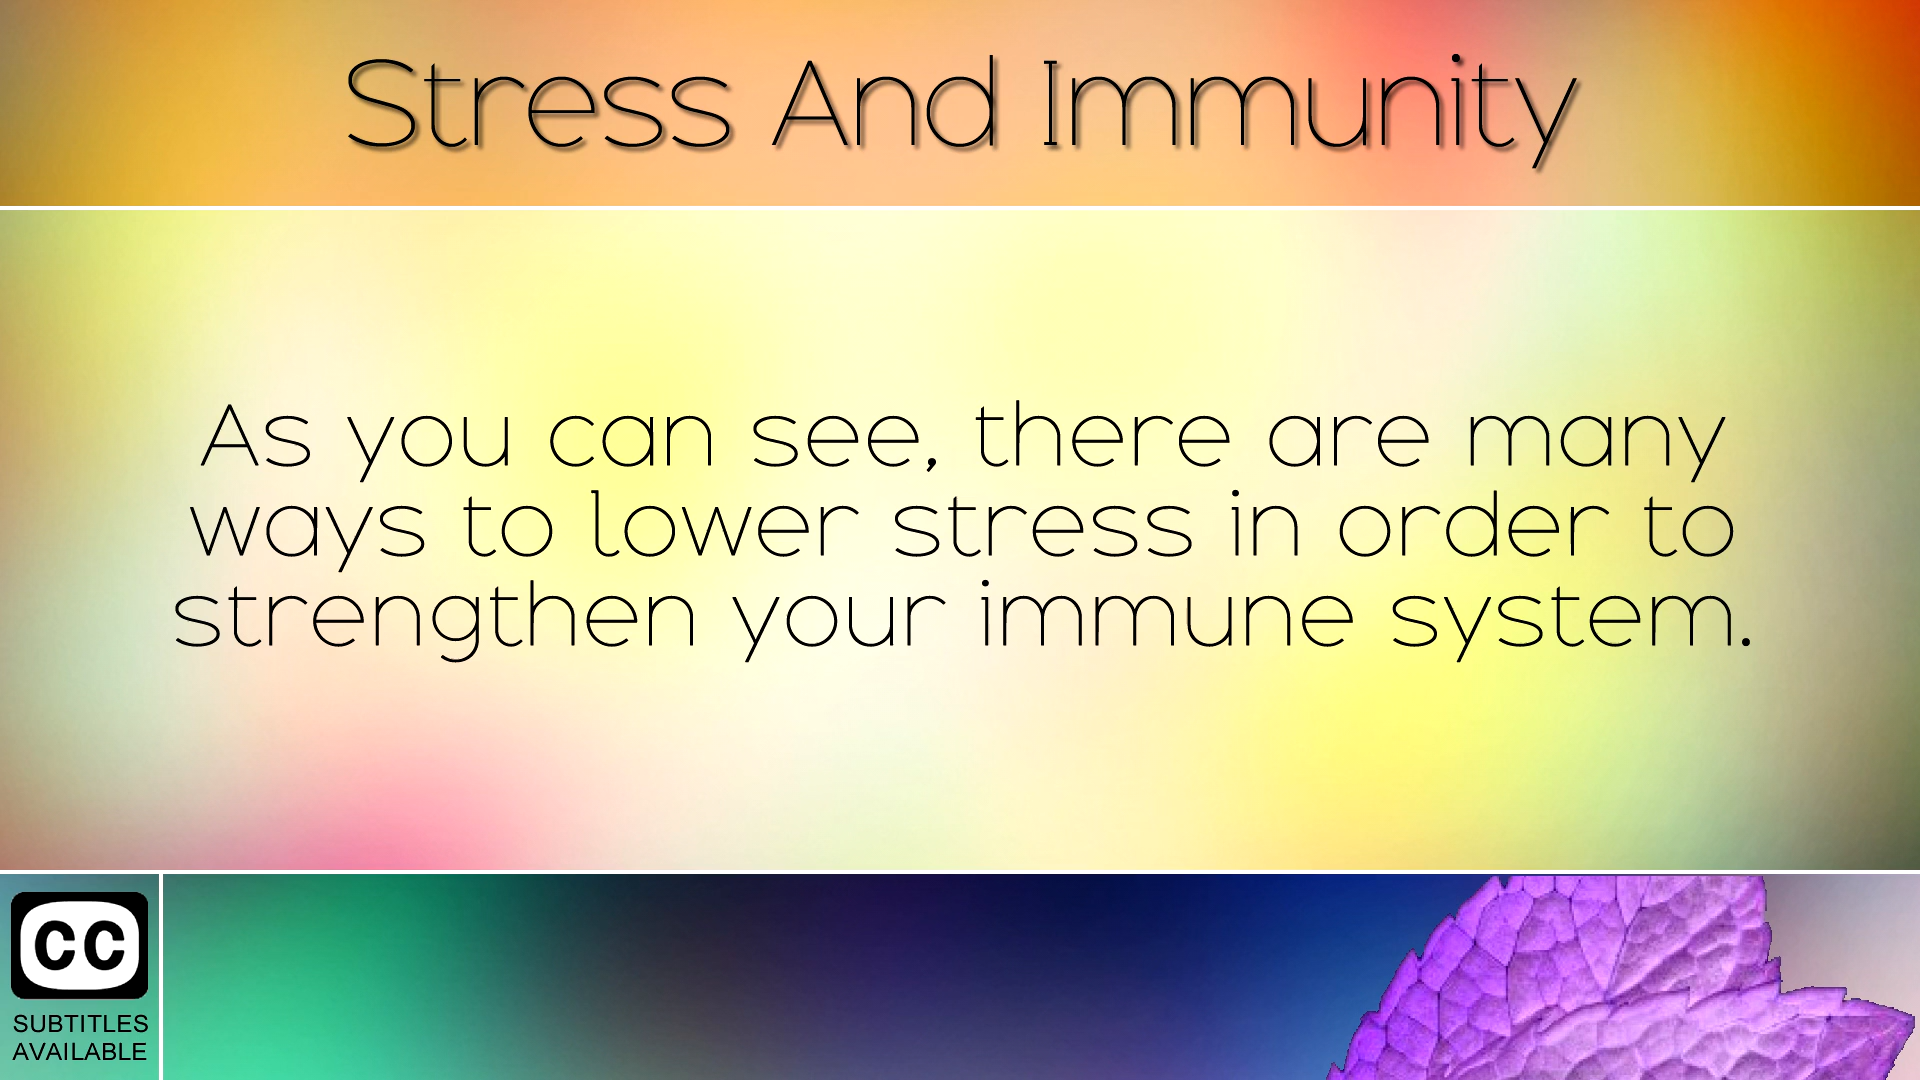 Stress And Immunity
As you can see, there are many
ways to lower stress in order to
strengthen your immune system.
CC
SUBTITLES
AVAILABLE